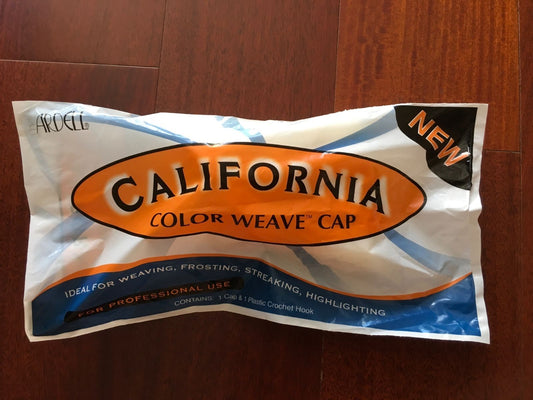 ARDELL®
NEW
CALIFORNIA
COLOR WEAVE™ CAP
IDEAL FOR WEAVING, FROSTING, STREAKING, HIGHLIGHTING
FOR PROFESSIONAL USE
CONTAINS: 1 Cap & 1 Plastic Crochet Hook